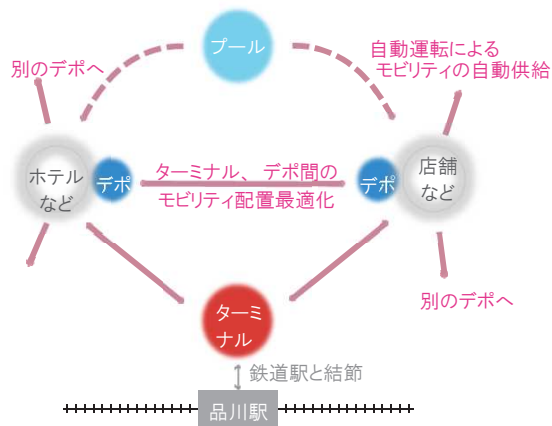 プール
自動運転による
モビリティの自動供給
別のデポへ
ホテル
など
デポ
ターミナル、デポ間の
モビリティ配置最適化
デポ
店舗
など
別のデポへ
ターミ
ナル
鉄道駅と結節
品川駅